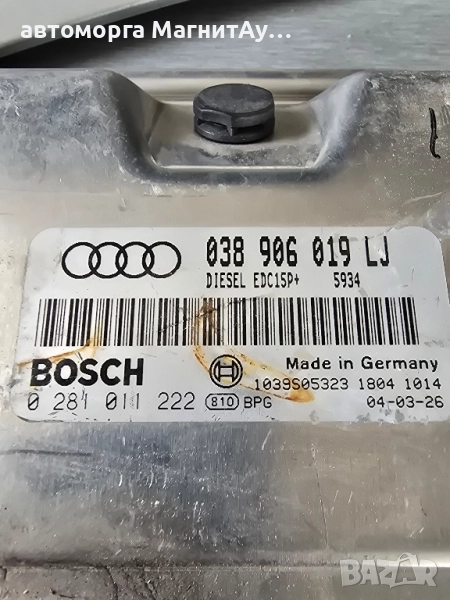 автоморга МагнитАу...
038 906 019 LJ
DIESEL EDC15P+ 5934
BOSCH
Made in Germany
1039S05323 1804 1014
0 281 011 222 810 BPG 04-03-26
BAZAR